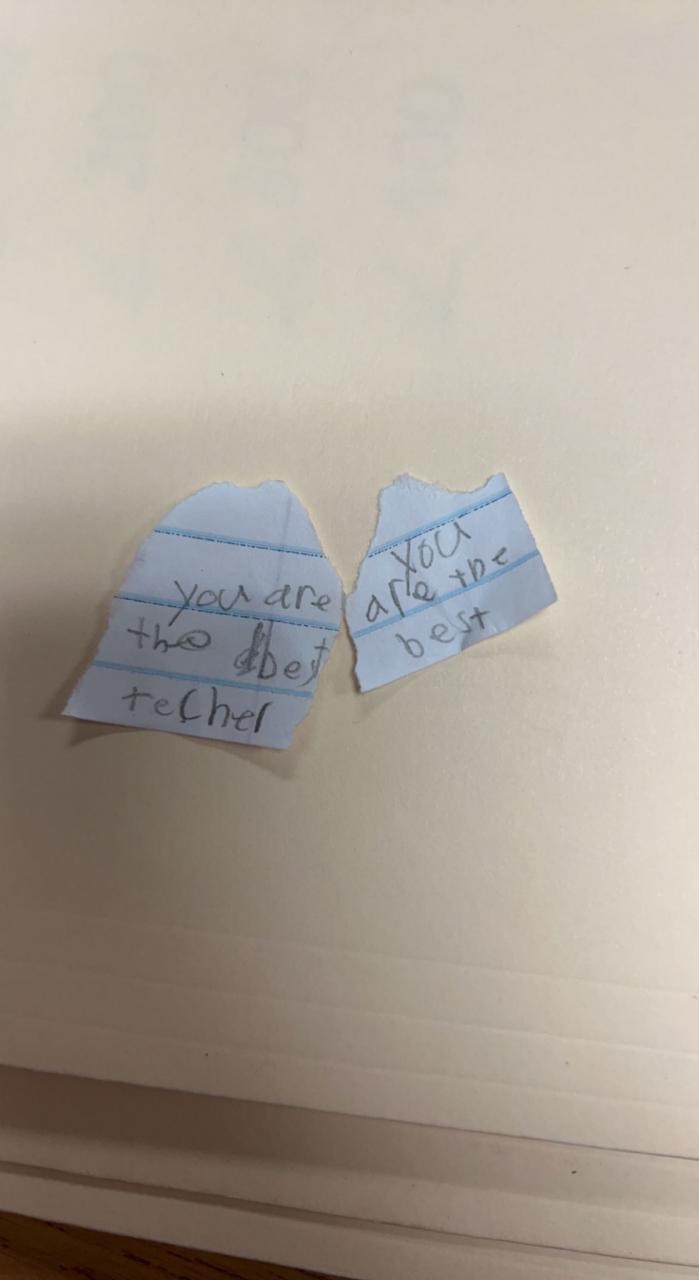 you are
the best
techer
you
are the
best